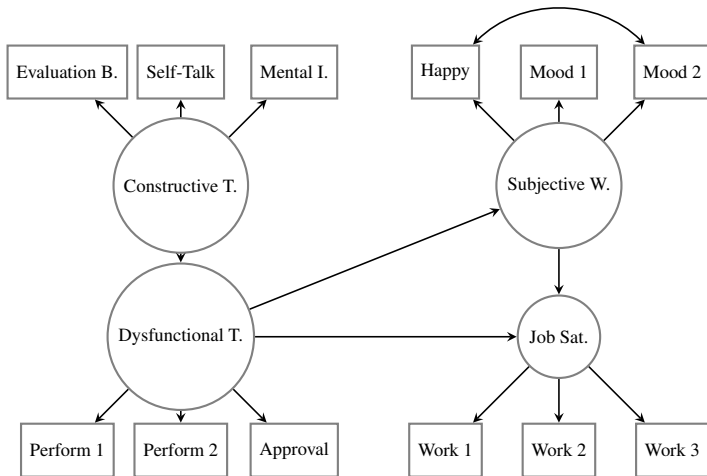 Evaluation B.
Self-Talk
Mental I.
Happy
Mood 1
Mood 2
Constructive T.
Subjective W.
Dysfunctional T.
Job Sat.
Perform 1
Perform 2
Approval
Work 1
Work 2
Work 3